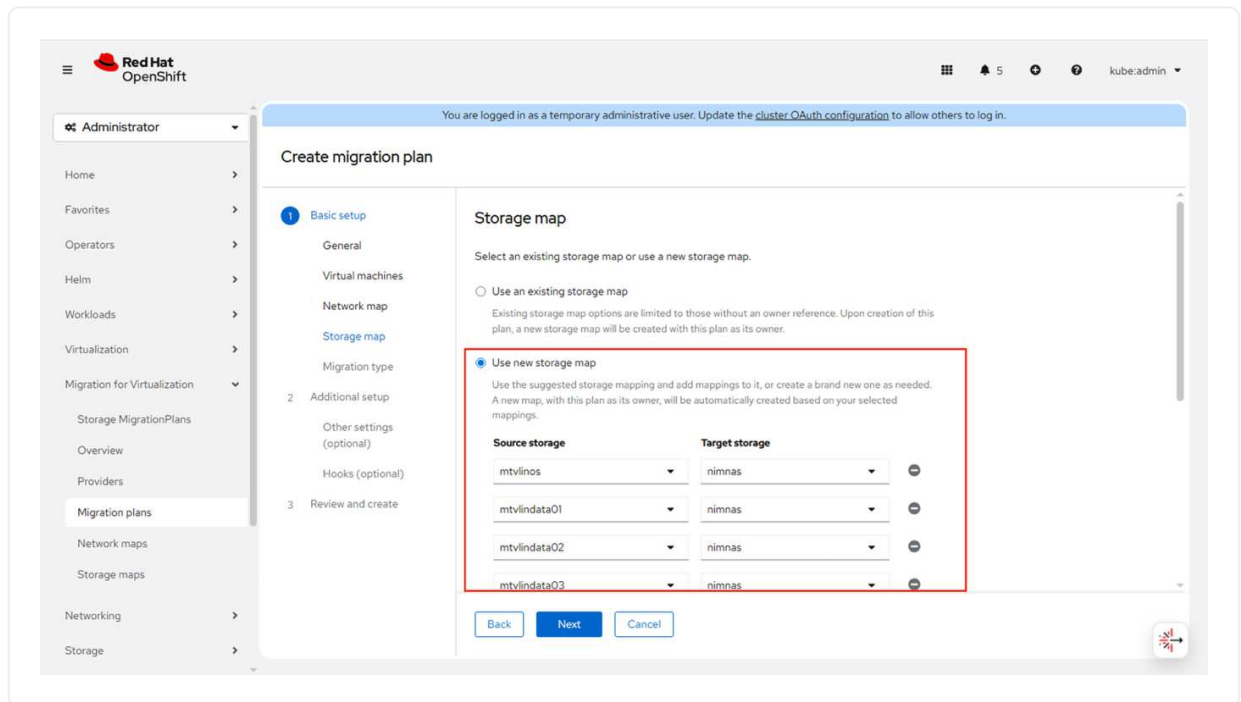 Red Hat
OpenShift
5
kube:admin
Administrator
Home
Favorites
Operators
Helm
Workloads
Virtualization
Migration for Virtualization
Storage MigrationPlans
Overview
Providers
Migration plans
Network maps
Storage maps
Networking
Storage
You are logged in as a temporary administrative user. Update the cluster OAuth configuration to allow others to log in.
Create migration plan
1 Basic setup
General
Virtual machines
Network map
Storage map
Migration type
2 Additional setup
Other settings
(optional)
Hooks (optional)
3 Review and create
Storage map
Select an existing storage map or use a new storage map.
Use an existing storage map
Existing storage map options are limited to those without an owner reference. Upon creation of this
plan, a new storage map will be created with this plan as its owner.
Use new storage map
Use the suggested storage mapping and add mappings to it, or create a brand new one as needed.
A new map, with this plan as its owner, will be automatically created based on your selected
mappings.
Source storage Target storage
mtvlinos nimnas
mtvlindata01 nimnas
mtvlindata02 nimnas
mtvlindata03 nimnas
Back Next Cancel